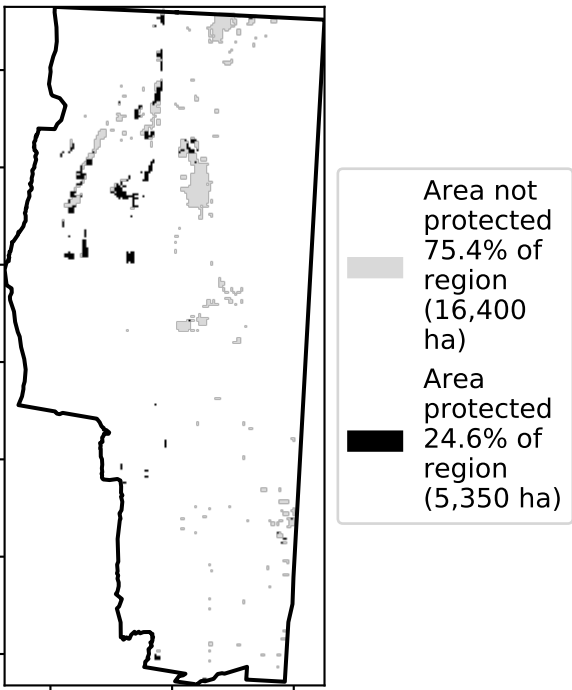 Area not
protected
75.4% of
region
(16,400
ha)
Area
protected
24.6% of
region
(5,350 ha)